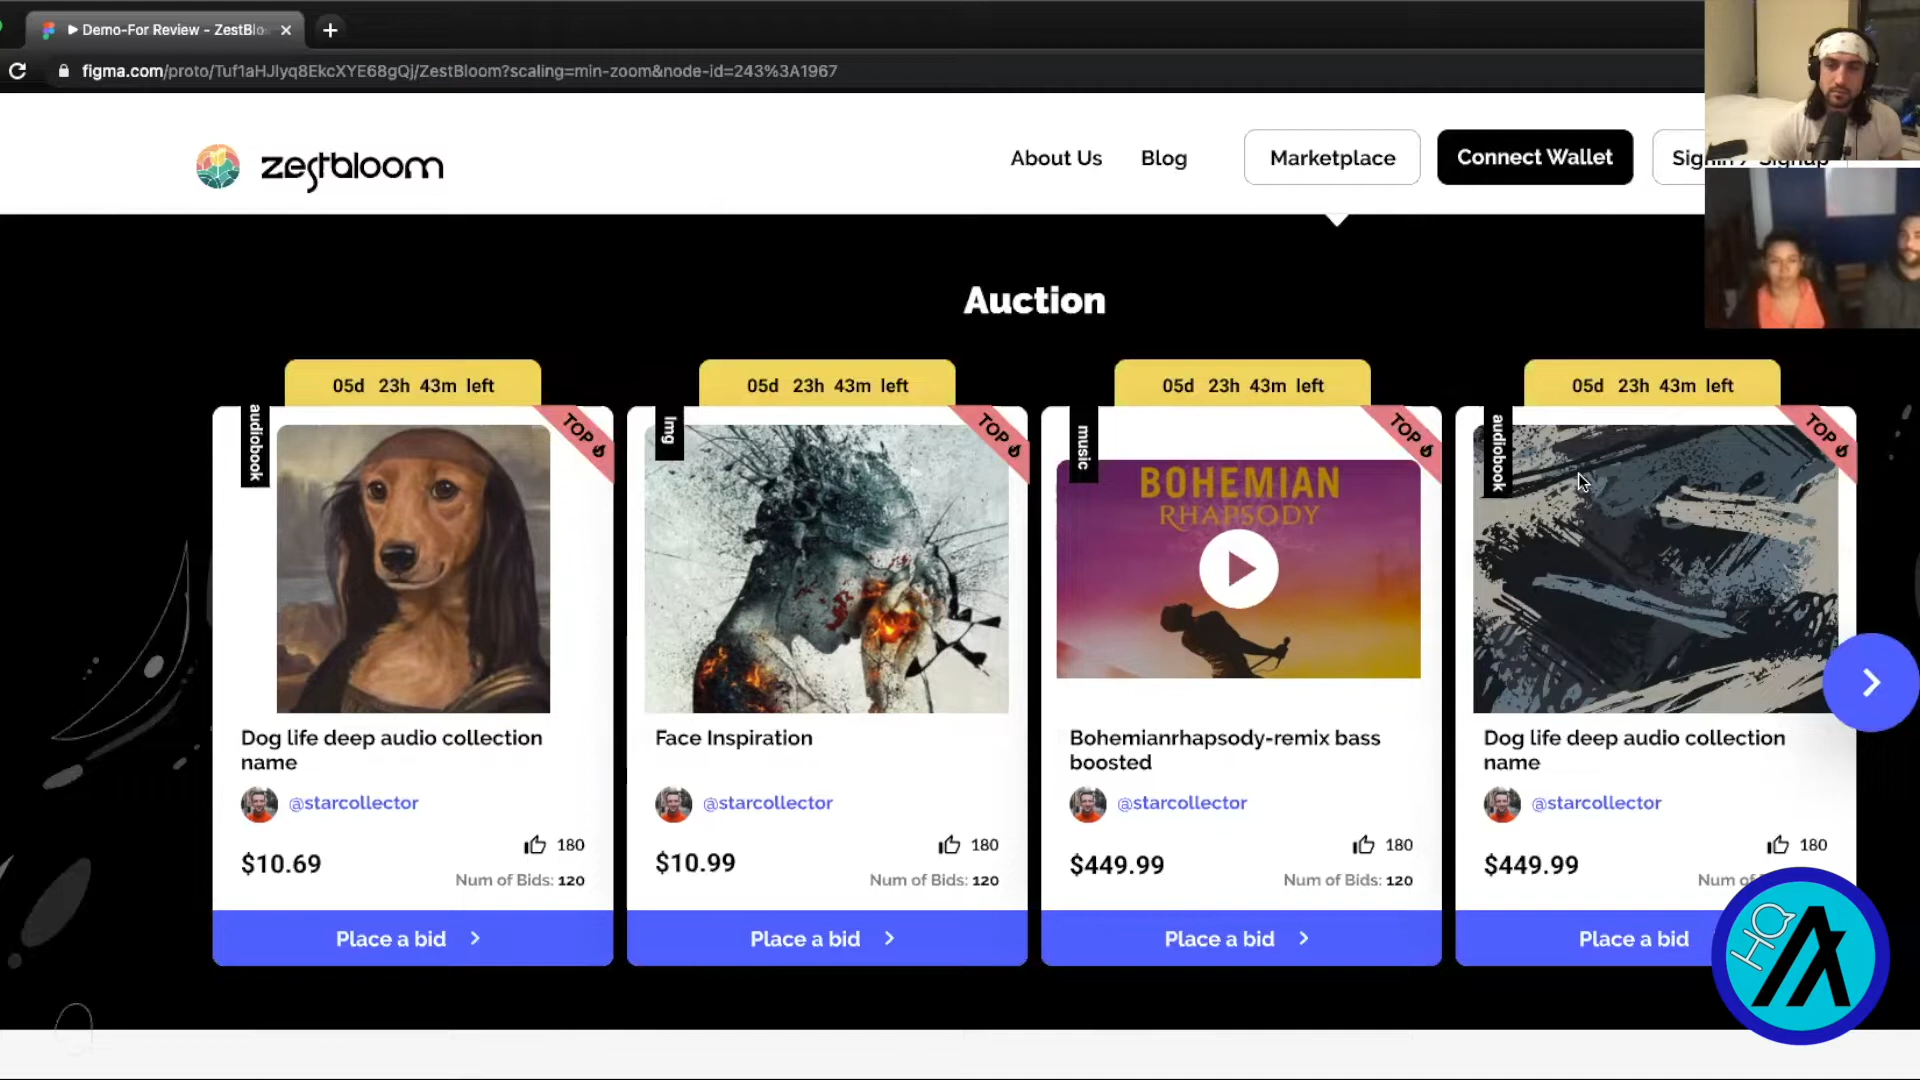 Demo-For Review - ZestBlo
figma.com/proto/Tuf1aHJlyq8EkcXYE68gQj/ZestBloom?scaling=min-zoom&node-id=243%3A1967
zestbloom
About Us
Blog
Marketplace
Connect Wallet
Signin / Signup
Auction
05d 23h 43m left
05d 23h 43m left
05d 23h 43m left
05d 23h 43m left
audiobook
TOP
Img
TOP
music
TOP
audiobook
TOP
BOHEMIAN
RHAPSODY
Dog life deep audio collection
name
@starcollector
180
$10.69
Num of Bids: 120
Place a bid
Face Inspiration
@starcollector
180
$10.99
Num of Bids: 120
Place a bid
Bohemianrhapsody-remix bass
boosted
@starcollector
180
$449.99
Num of Bids: 120
Place a bid
Dog life deep audio collection
name
@starcollector
180
$449.99
Num of
Place a bid
HQ